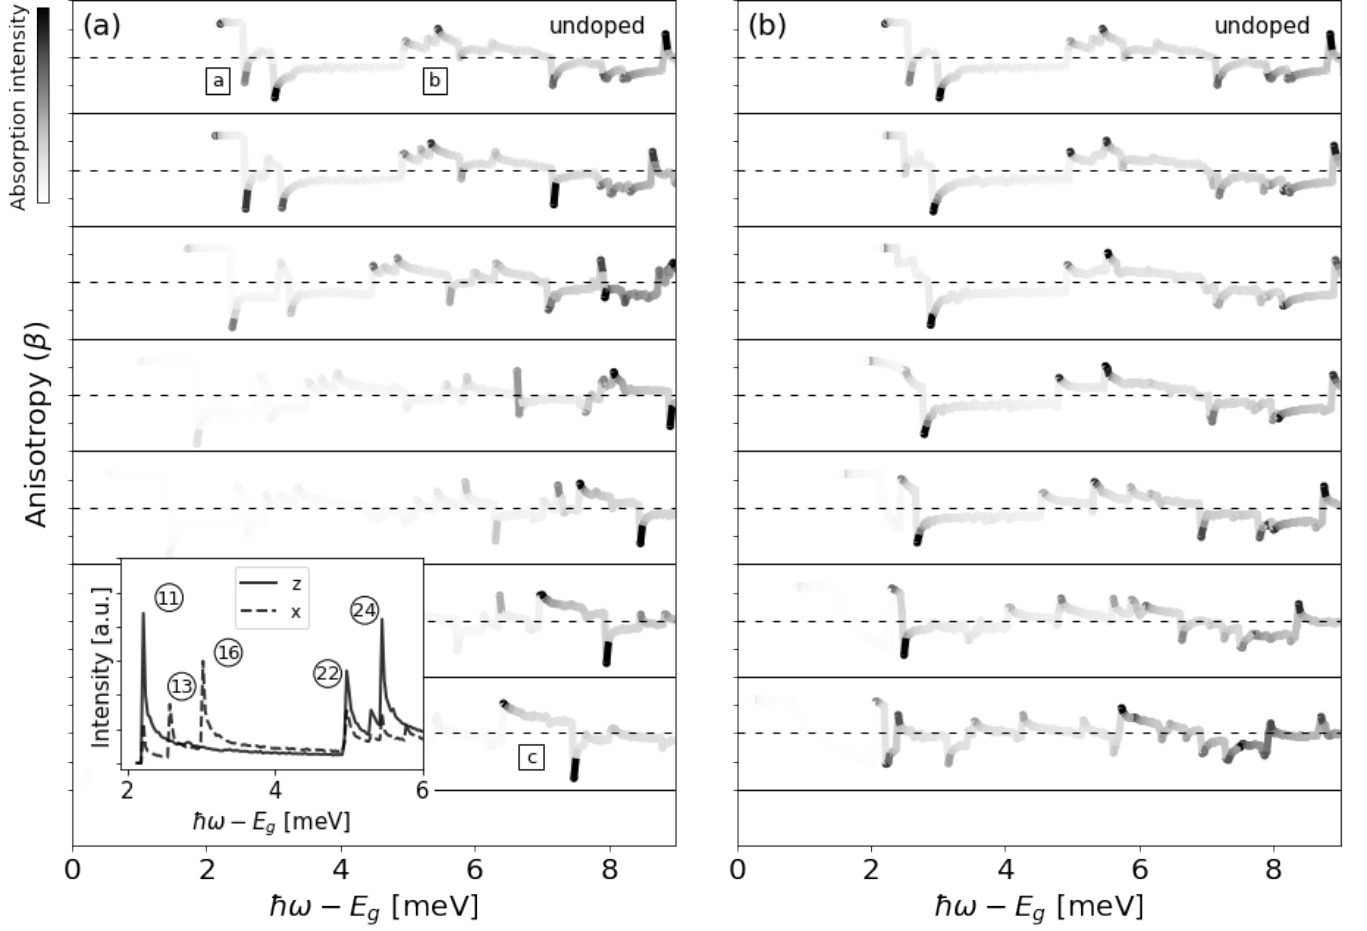 Absorption intensity
Anisotropy (β)
(a)
undoped
a
b
c
Intensity [a.u.]
11
13
16
22
24
z
x
2
4
6
ħω − E_g [meV]
0
2
4
6
8
ħω − E_g [meV]
(b)
undoped
0
2
4
6
8
ħω − E_g [meV]